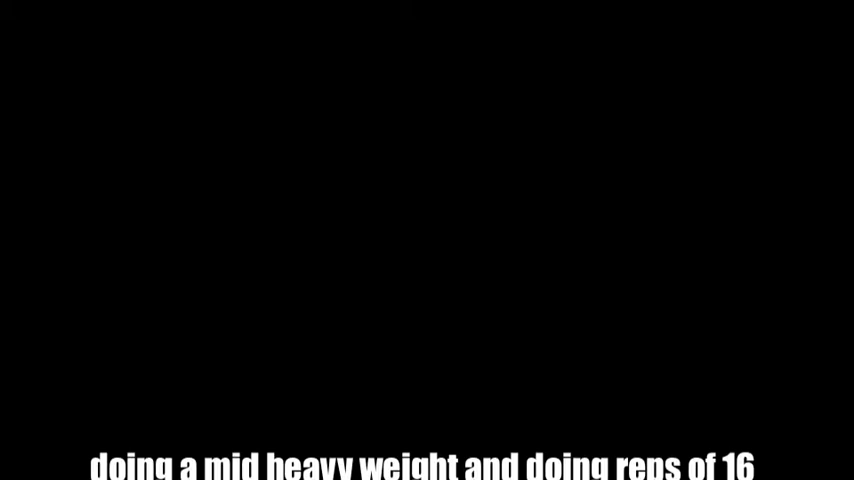 doing a mid heavy weight and doing reps of 16